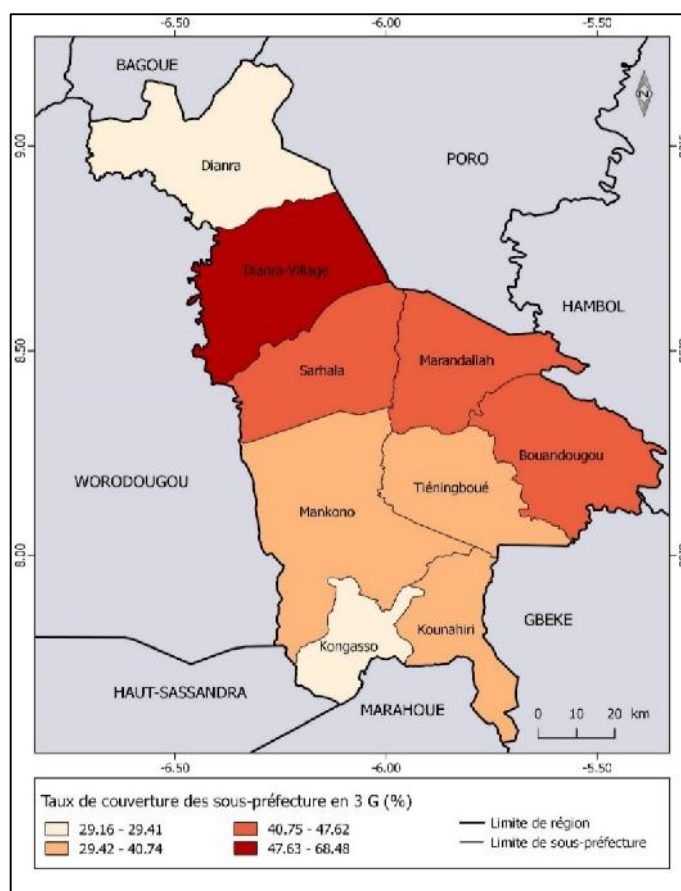 -6.50 -6.00 -5.50
BAGOUE
N
9.00
Dianra
PORO
Dianra-Village
HAMBOL
8.50
8.50
Sarhala
Marandallah
Bouandougou
WORODOUGOU
Tiéningboué
Mankono
8.00
Kounahiri
GBEKE
Kongasso
HAUT-SASSANDRA
MARAHOUE
0 10 20 km
-6.50 -6.00 -5.50
Taux de couverture des sous-préfecture en 3 G (%)
29.16 - 29.41
40.75 - 47.62
Limite de région
29.42 - 40.74
47.63 - 68.48
Limite de sous-préfecture